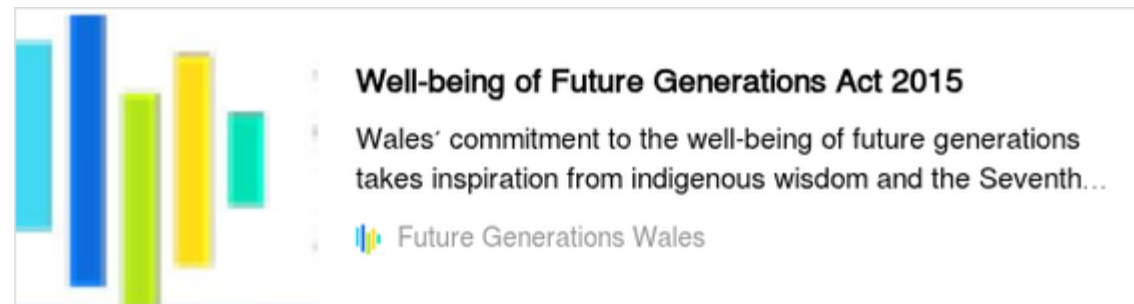 Well-being of Future Generations Act 2015
Wales´ commitment to the well-being of future generations
takes inspiration from indigenous wisdom and the Seventh...
Future Generations Wales